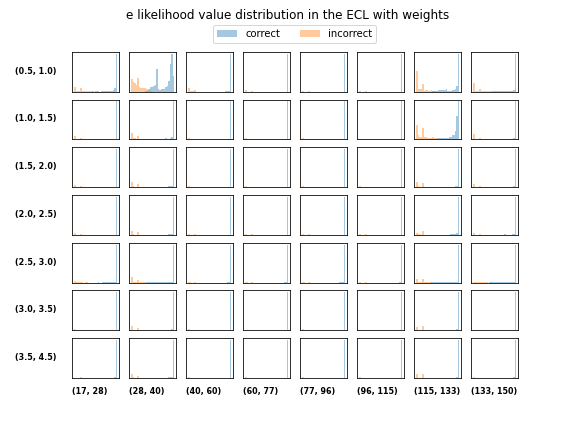 e likelihood value distribution in the ECL with weights
correct incorrect
(0.5, 1.0)
(1.0, 1.5)
(1.5, 2.0)
(2.0, 2.5)
(2.5, 3.0)
(3.0, 3.5)
(3.5, 4.5)
(17, 28) (28, 40) (40, 60) (60, 77) (77, 96) (96, 115) (115, 133) (133, 150)